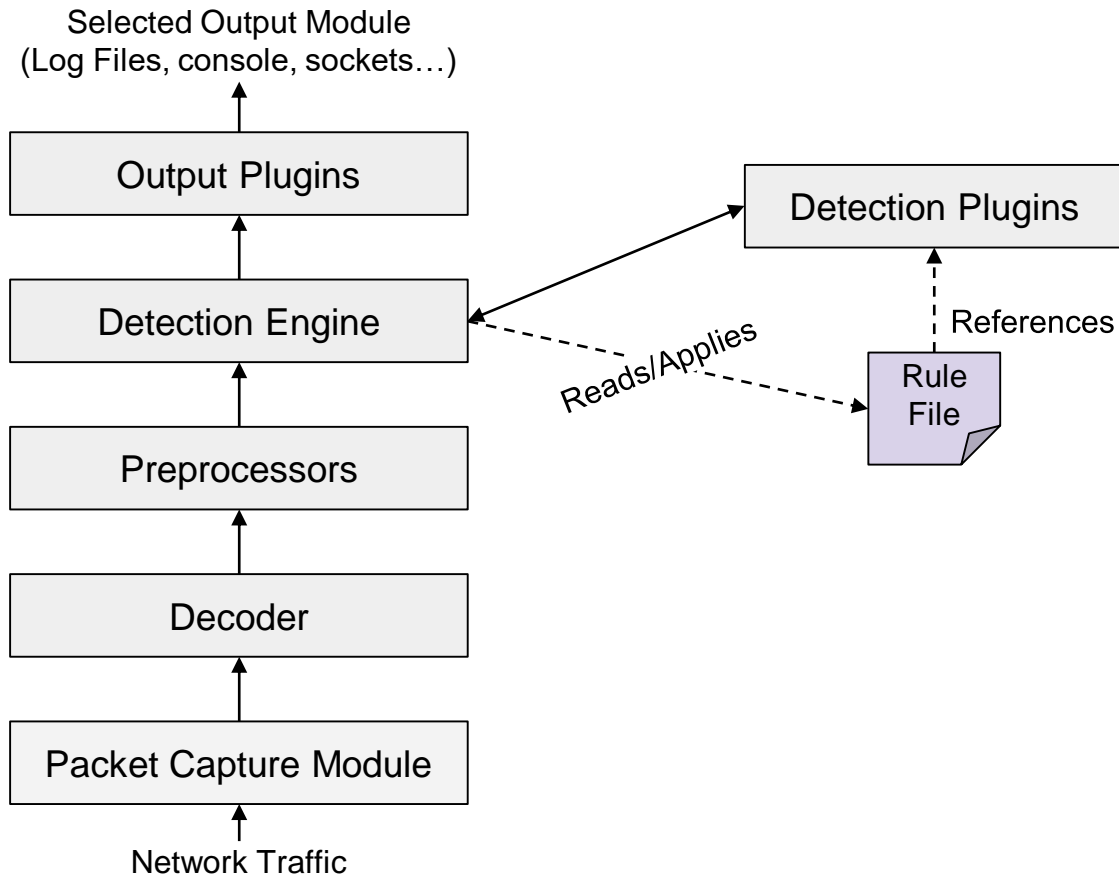 Selected Output Module
(Log Files, console, sockets…)
Output Plugins
Detection Plugins
Detection Engine
References
Reads/Applies
Rule
File
Preprocessors
Decoder
Packet Capture Module
Network Traffic